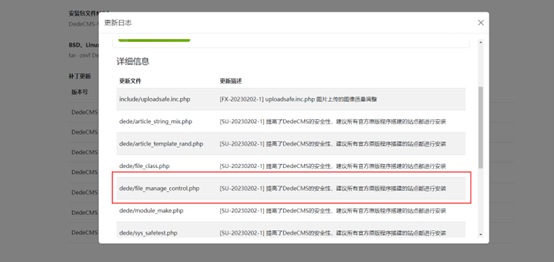 更新日志
安装包文件
DedeCMS-
BSD、Linu
tar -zxvf De
补丁更新
版本号
DedeCMS
DedeCMS
DedeCMS
DedeCMS
DedeCMS
DedeCMS
DedeCMS
详细信息
更新文件 更新描述
include/uploadsafe.inc.php [FX-20230202-1] uploadsafe.inc.php 图片上传的图像质量调整
dede/article_string_mix.php [SU-20230202-1] 提高了DedeCMS的安全性，建议所有官方原版程序搭建的站点都进行安装
dede/article_template_rand.php [SU-20230202-1] 提高了DedeCMS的安全性，建议所有官方原版程序搭建的站点都进行安装
dede/file_class.php [SU-20230202-1] 提高了DedeCMS的安全性，建议所有官方原版程序搭建的站点都进行安装
dede/file_manage_control.php [SU-20230202-1] 提高了DedeCMS的安全性，建议所有官方原版程序搭建的站点都进行安装
dede/module_make.php [SU-20230202-1] 提高了DedeCMS的安全性，建议所有官方原版程序搭建的站点都进行安装
dede/sys_safetest.php [SU-20230202-1] 提高了DedeCMS的安全性，建议所有官方原版程序搭建的站点都进行安装